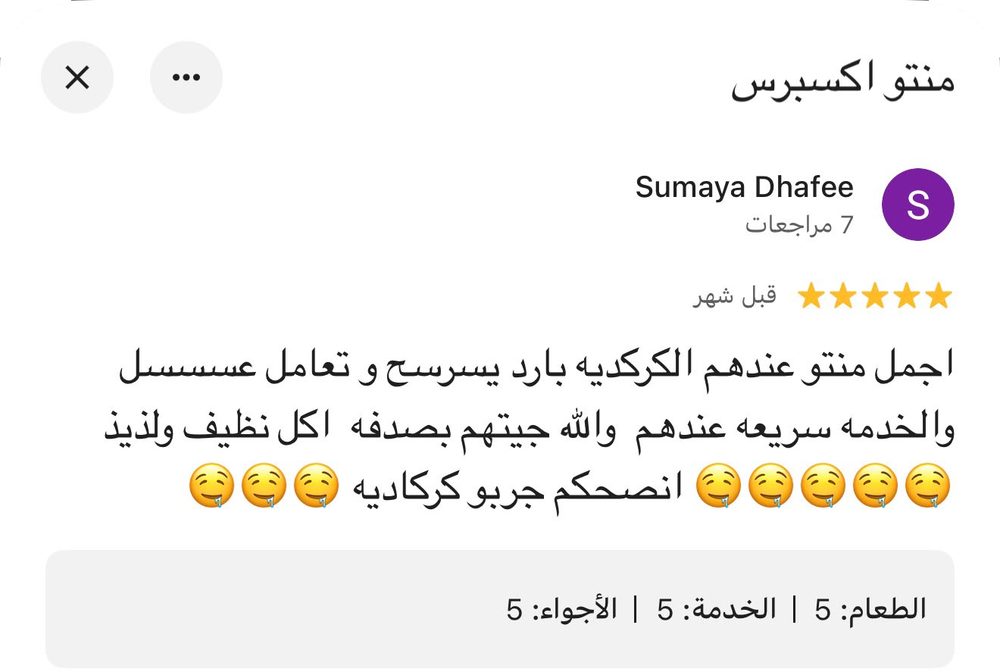 منتو اكسبرس
Sumaya Dhafee
S
7 مراجعات
قبل شهر
اجمل منتو عندهم الكركديه بارد يسرسح و تعامل عسسسل
والخدمه سريعه عندهم والله جيتهم بصدفه اكل نظيف ولذيذ
🤤🤤🤤🤤🤤 انصحكم جربو كركاديه 🤤🤤🤤
الطعام: 5 | الخدمة: 5 | الأجواء: 5